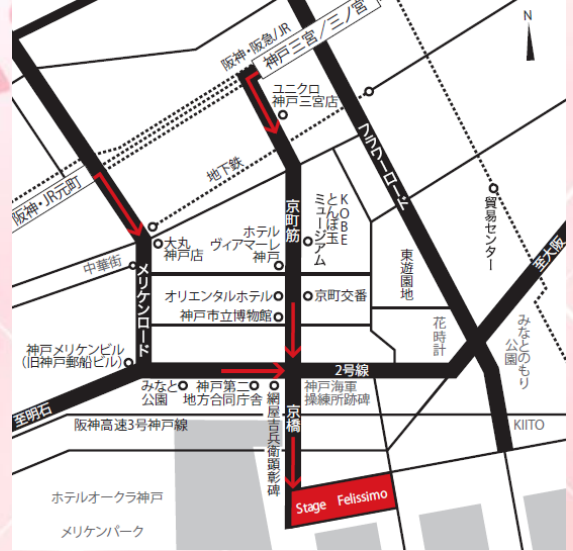 N
阪神・阪急/JR
神戸三宮/三ノ宮
ユニクロ
神戸三宮店
フラワーロード
地下鉄
阪神・JR元町
京町筋
KOBE
とんぼ玉
ミュージアム
貿易センター
大丸
神戸店
ホテル
ヴィアマーレ
神戸
中華街
メリケンロード
東遊園地
至大阪
オリエンタルホテル
京町交番
神戸市立博物館
花時計
みなとのもり
公園
神戸メリケンビル
(旧神戸郵船ビル)
2号線
みなと
公園
神戸第二
地方合同庁舎
網屋吉兵衛顕彰碑
京橋
神戸海軍
操練所跡碑
至明石
阪神高速3号神戸線
KIITO
ホテルオークラ神戸
Stage Felissimo
メリケンパーク